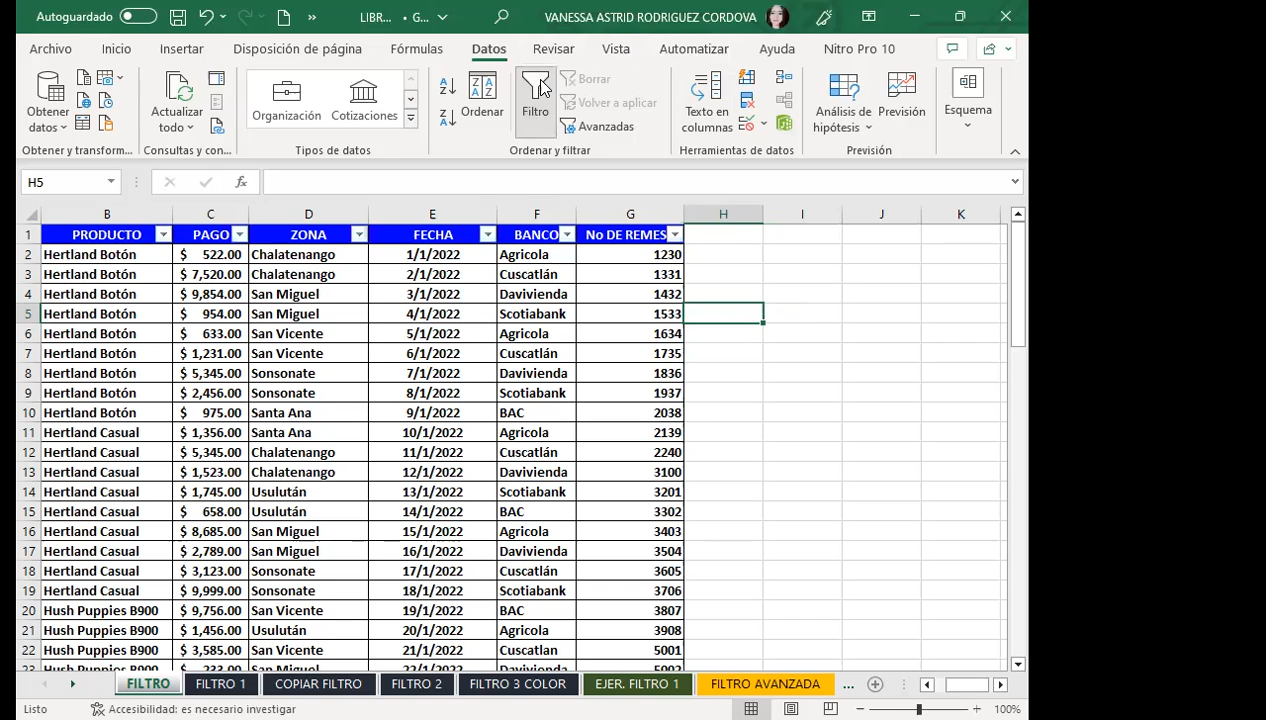 Autoguardado LIBR... • G... VANESSA ASTRID RODRIGUEZ CORDOVA
Archivo Inicio Insertar Disposición de página Fórmulas Datos Revisar Vista Automatizar Ayuda Nitro Pro 10
Obtener datos Actualizar todo Organización Cotizaciones Ordenar Filtro Borrar Volver a aplicar Avanzadas Texto en columnas Análisis de hipótesis Previsión Esquema
Obtener y transform... Consultas y con... Tipos de datos Ordenar y filtrar Herramientas de datos Previsión
H5 fx
B C D E F G H I J K
1 PRODUCTO PAGO ZONA FECHA BANCO No DE REMES
2 Hertland Botón $ 522.00 Chalatenango 1/1/2022 Agricola 1230
3 Hertland Botón $ 7,520.00 Chalatenango 2/1/2022 Cuscatlán 1331
4 Hertland Botón $ 9,854.00 San Miguel 3/1/2022 Davivienda 1432
5 Hertland Botón $ 954.00 San Miguel 4/1/2022 Scotiabank 1533
6 Hertland Botón $ 633.00 San Vicente 5/1/2022 Agricola 1634
7 Hertland Botón $ 1,231.00 San Vicente 6/1/2022 Cuscatlán 1735
8 Hertland Botón $ 5,345.00 Sonsonate 7/1/2022 Davivienda 1836
9 Hertland Botón $ 2,456.00 Sonsonate 8/1/2022 Scotiabank 1937
10 Hertland Botón $ 975.00 Santa Ana 9/1/2022 BAC 2038
11 Hertland Casual $ 1,356.00 Santa Ana 10/1/2022 Agricola 2139
12 Hertland Casual $ 5,345.00 Chalatenango 11/1/2022 Cuscatlan 2240
13 Hertland Casual $ 1,523.00 Chalatenango 12/1/2022 Davivienda 3100
14 Hertland Casual $ 1,745.00 Usulután 13/1/2022 Scotiabank 3201
15 Hertland Casual $ 658.00 Usulután 14/1/2022 BAC 3302
16 Hertland Casual $ 8,685.00 San Miguel 15/1/2022 Agricola 3403
17 Hertland Casual $ 2,789.00 San Miguel 16/1/2022 Davivienda 3504
18 Hertland Casual $ 3,123.00 Sonsonate 17/1/2022 Cuscatlan 3605
19 Hertland Casual $ 9,999.00 Sonsonate 18/1/2022 Scotiabank 3706
20 Hush Puppies B900 $ 9,756.00 San Vicente 19/1/2022 BAC 3807
21 Hush Puppies B900 $ 1,456.00 Usulután 20/1/2022 Agricola 3908
22 Hush Puppies B900 $ 3,585.00 San Vicente 21/1/2022 Cuscatlan 5001
23 Hush Puppies B900 $ 233.00 San Miguel 22/1/2022 Davivienda 5002
FILTRO FILTRO 1 COPIAR FILTRO FILTRO 2 FILTRO 3 COLOR EJER. FILTRO 1 FILTRO AVANZADA ...
Listo Accesibilidad: es necesario investigar 100%